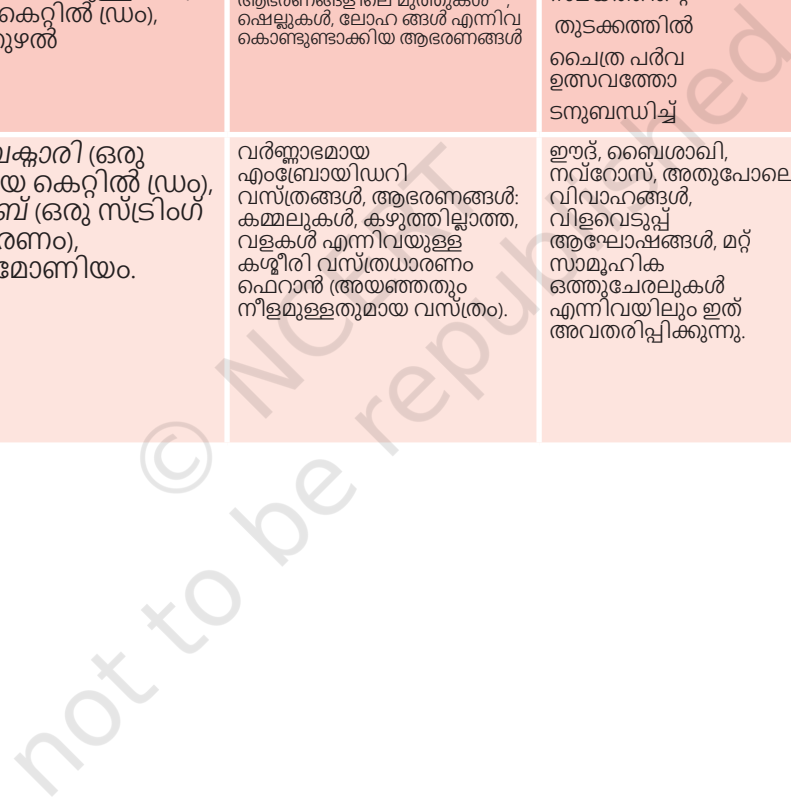 കെറ്റിൽ ഡ്രം),
ആഭരണങ്ങളിലെ മുത്തുകൾ ,
ഷെല്ലുകൾ, ലോഹ ങ്ങൾ എന്നിവ
കൊണ്ടുണ്ടാക്കിയ ആഭരണങ്ങൾ
തുടക്കത്തിൽ
ചൈത്ര പർവ
ഉത്സവത്തോ
ടനുബന്ധിച്ച്
(ഒരു
കെറ്റിൽ ഡ്രം),
(ഒരു സ്ട്രിംഗ്
വർണ്ണാഭമായ
എംബ്രോയിഡറി
വസ്ത്രങ്ങൾ, ആഭരണങ്ങൾ:
കമ്മലുകൾ, കഴുത്തില്ലാത്ത,
വളകൾ എന്നിവയുള്ള
കശ്മീരി വസ്ത്രധാരണം
ഫെറാൻ (അയഞ്ഞതും
നീളമുള്ളതുമായ വസ്ത്രം).
ഈദ്, ബൈശാഖി,
നവ്റോസ്, അതുപോലെ
വിവാഹങ്ങൾ,
വിളവെടുപ്പ്
ആഘോഷങ്ങൾ, മറ്റ്
സാമൂഹിക
ഒത്തുചേരലുകൾ
എന്നിവയിലും ഇത്
അവതരിപ്പിക്കുന്നു.
© NCERT
not to be republished